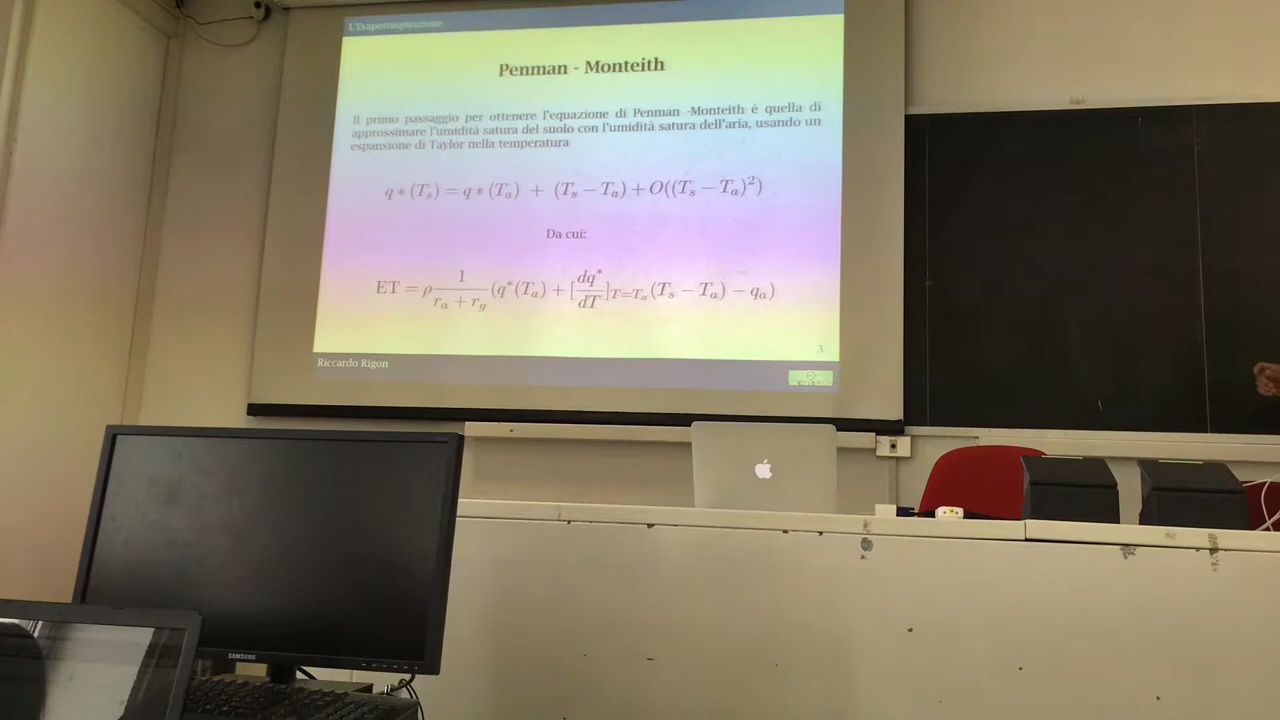 L'Evapotraspirazione
Penman - Monteith
Il primo passaggio per ottenere l'equazione di Penman -Monteith è quella di
approssimare l'umidità satura del suolo con l'umidità satura dell'aria, usando un
espansione di Taylor nella temperatura
q ∗ (T_s) = q ∗ (T_a) + (T_s − T_a) + O((T_s − T_a)^2)
Da cui:
ET = ρ \frac{1}{r_a + r_g} (q^*(T_a) + [\frac{dq^*}{dT}]_{T=T_a} (T_s − T_a) − q_a)
3
Riccardo Rigon
SAMSUNG